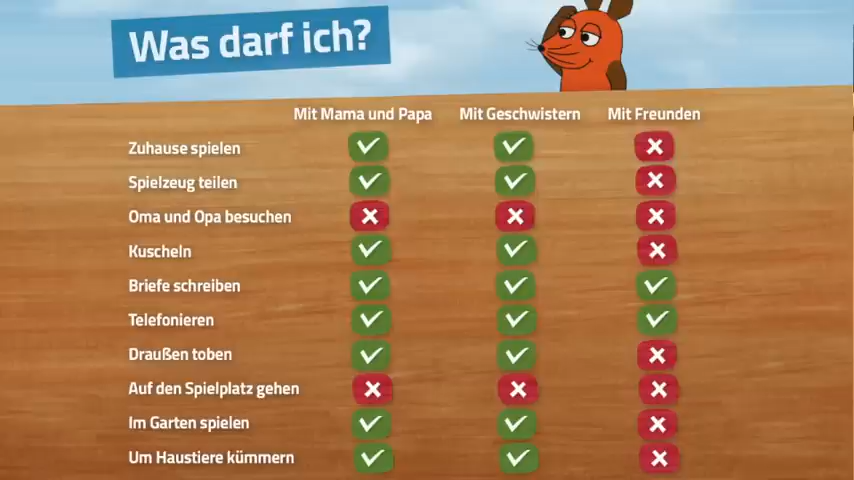 Was darf ich?
Mit Mama und Papa Mit Geschwistern Mit Freunden
Zuhause spielen
Spielzeug teilen
Oma und Opa besuchen
Kuscheln
Briefe schreiben
Telefonieren
Draußen toben
Auf den Spielplatz gehen
Im Garten spielen
Um Haustiere kümmern